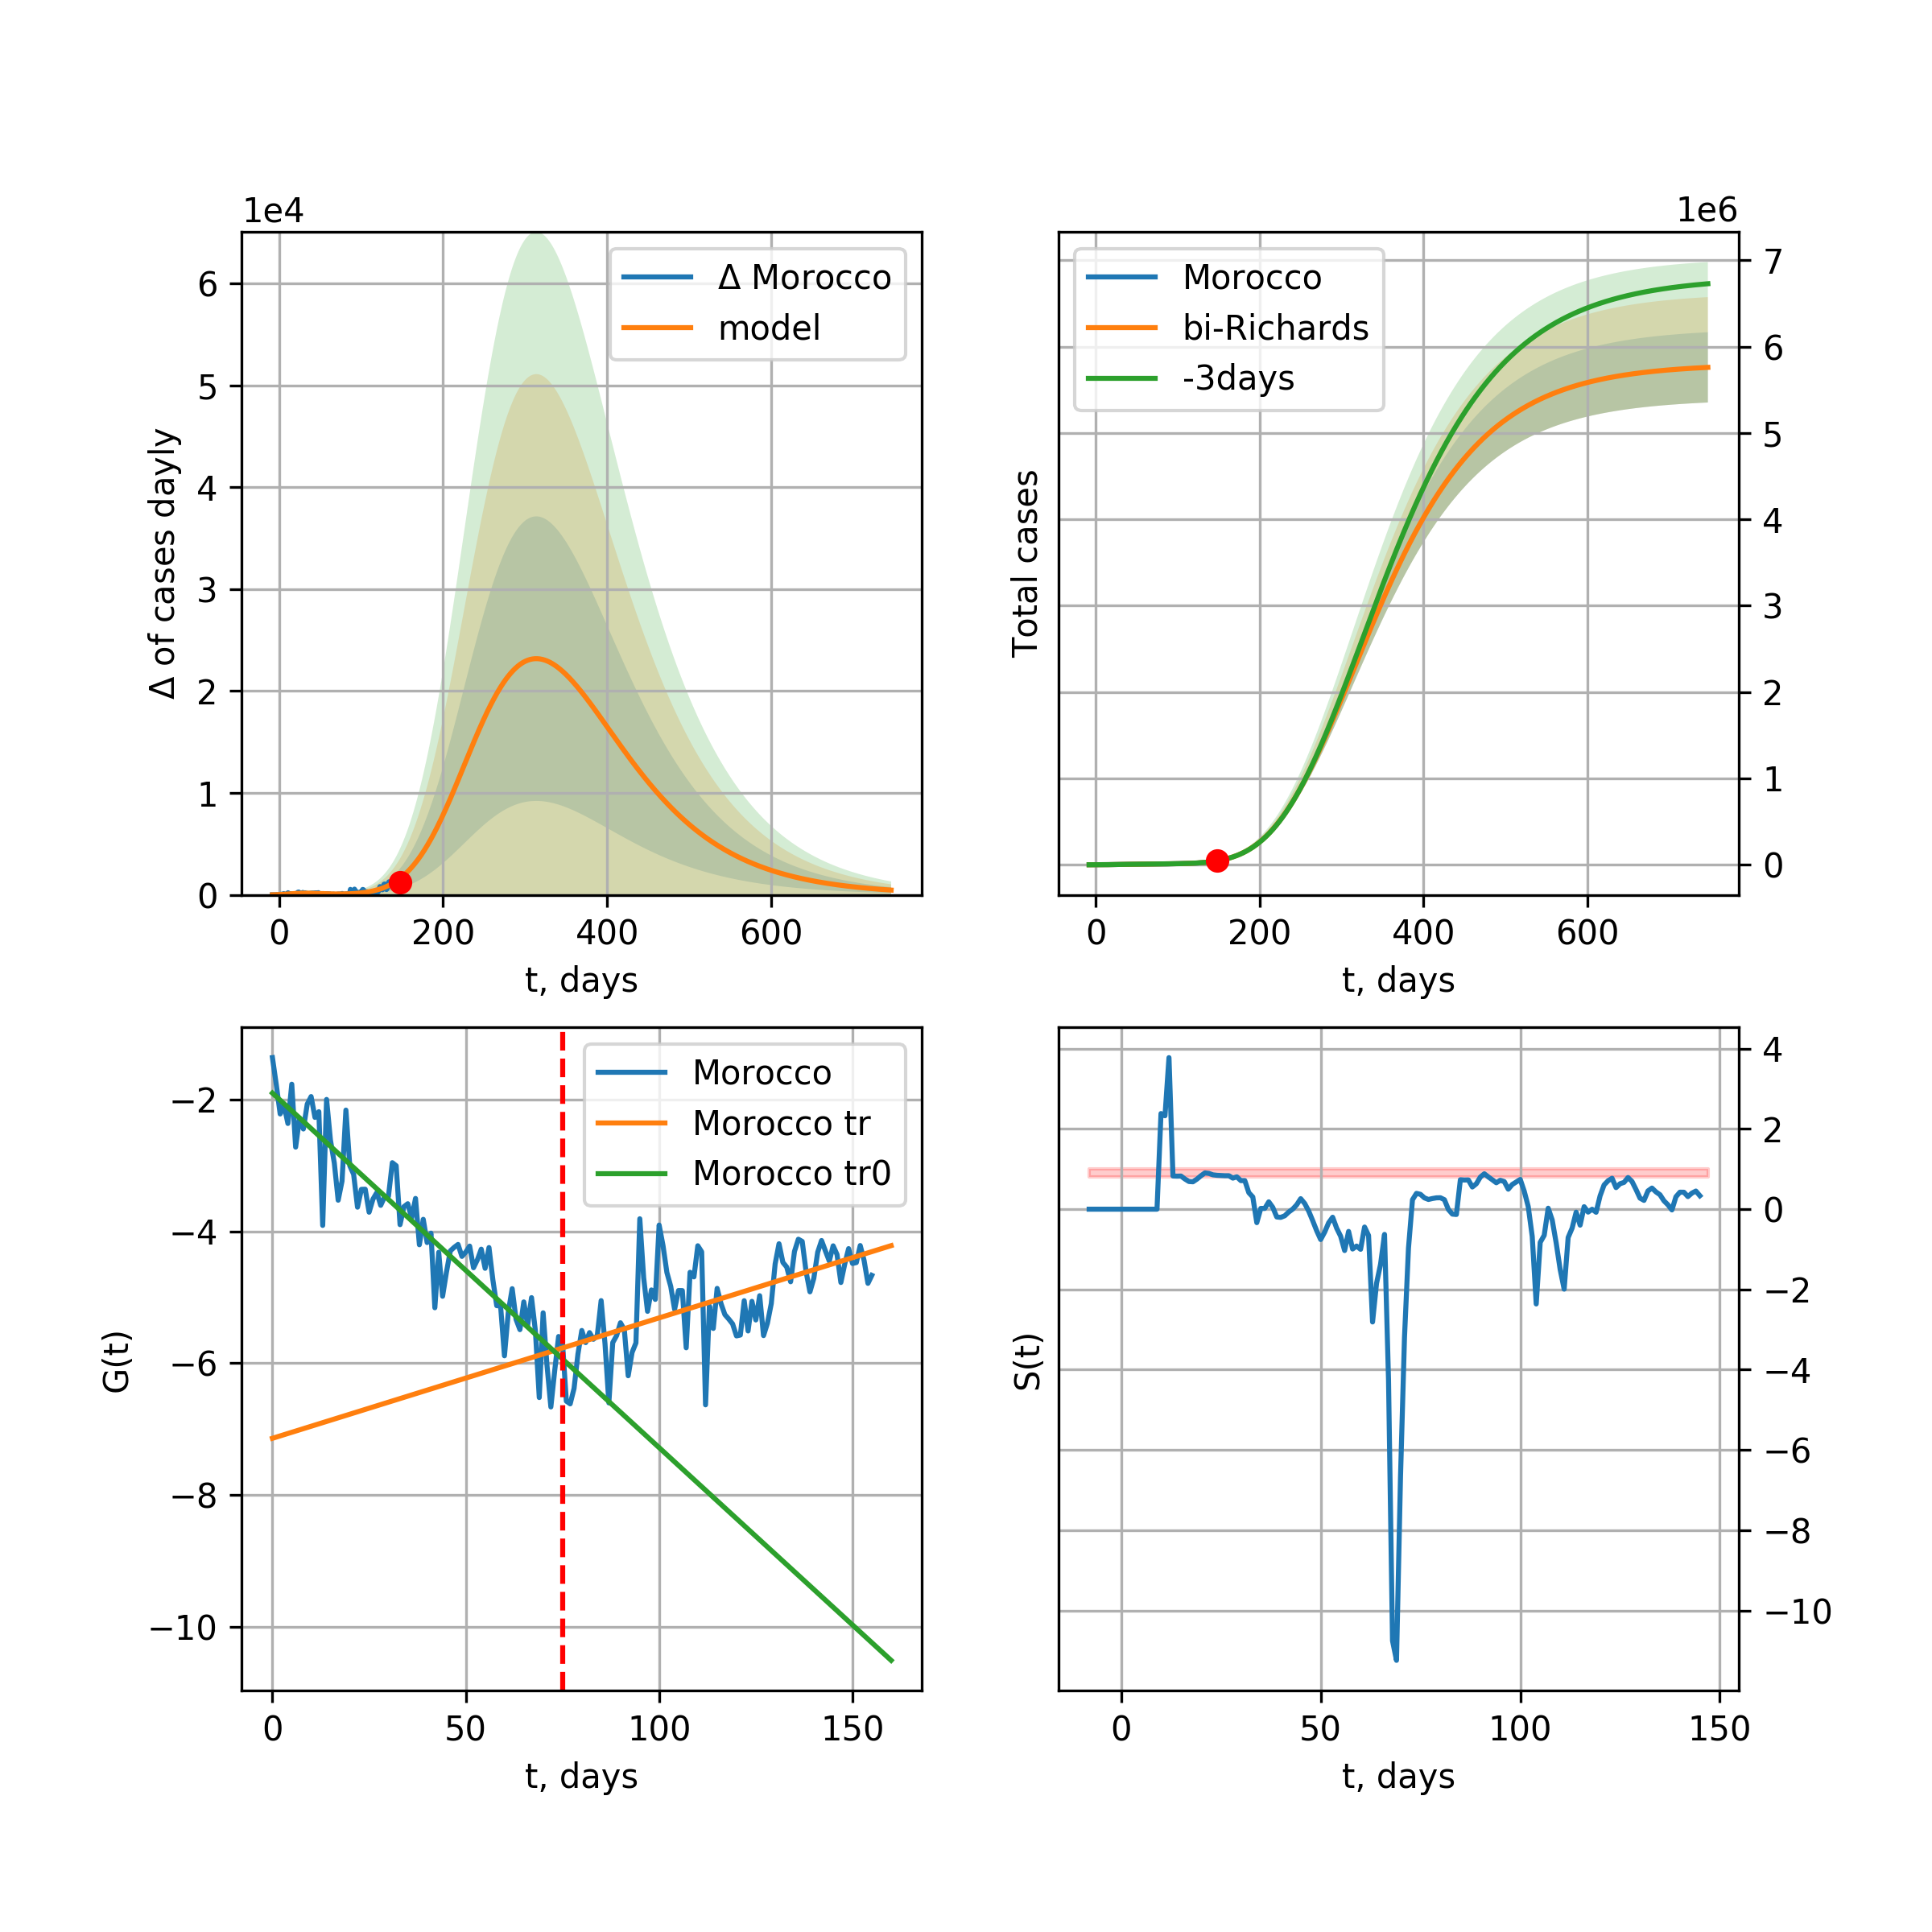 1e4
Δ of cases dayly
6
5
4
3
2
1
0
Δ Morocco
model
0 200 400 600
t, days
1e6
Total cases
Morocco
bi-Richards
-3days
7
6
5
4
3
2
1
0
0 200 400 600
t, days
G(t)
−2
−4
−6
−8
−10
Morocco
Morocco tr
Morocco tr0
0 50 100 150
t, days
S(t)
4
2
0
−2
−4
−6
−8
−10
0 50 100 150
t, days